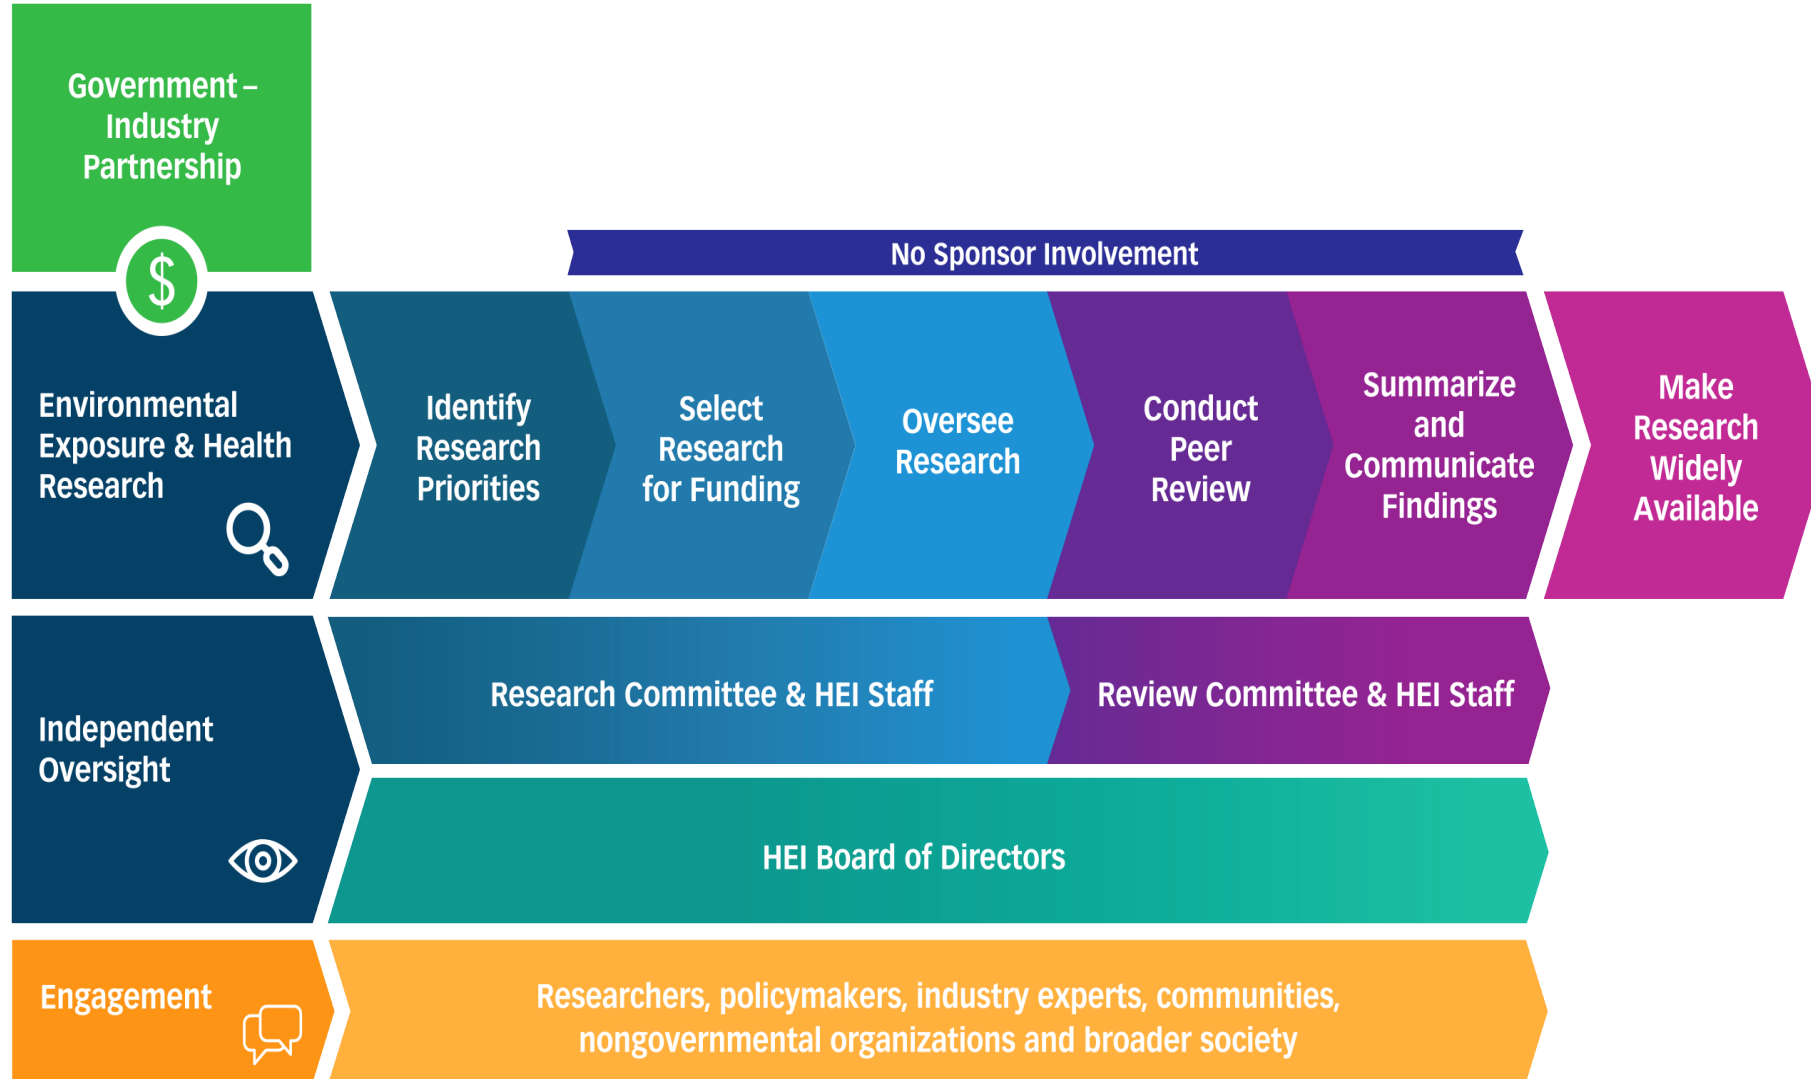 Government –
Industry
Partnership
$
No Sponsor Involvement
Environmental
Exposure & Health
Research
Identify
Research
Priorities
Select
Research
for Funding
Oversee
Research
Conduct
Peer
Review
Summarize
and
Communicate
Findings
Make
Research
Widely
Available
Independent
Oversight
Research Committee & HEI Staff
Review Committee & HEI Staff
HEI Board of Directors
Engagement
Researchers, policymakers, industry experts, communities,
nongovernmental organizations and broader society